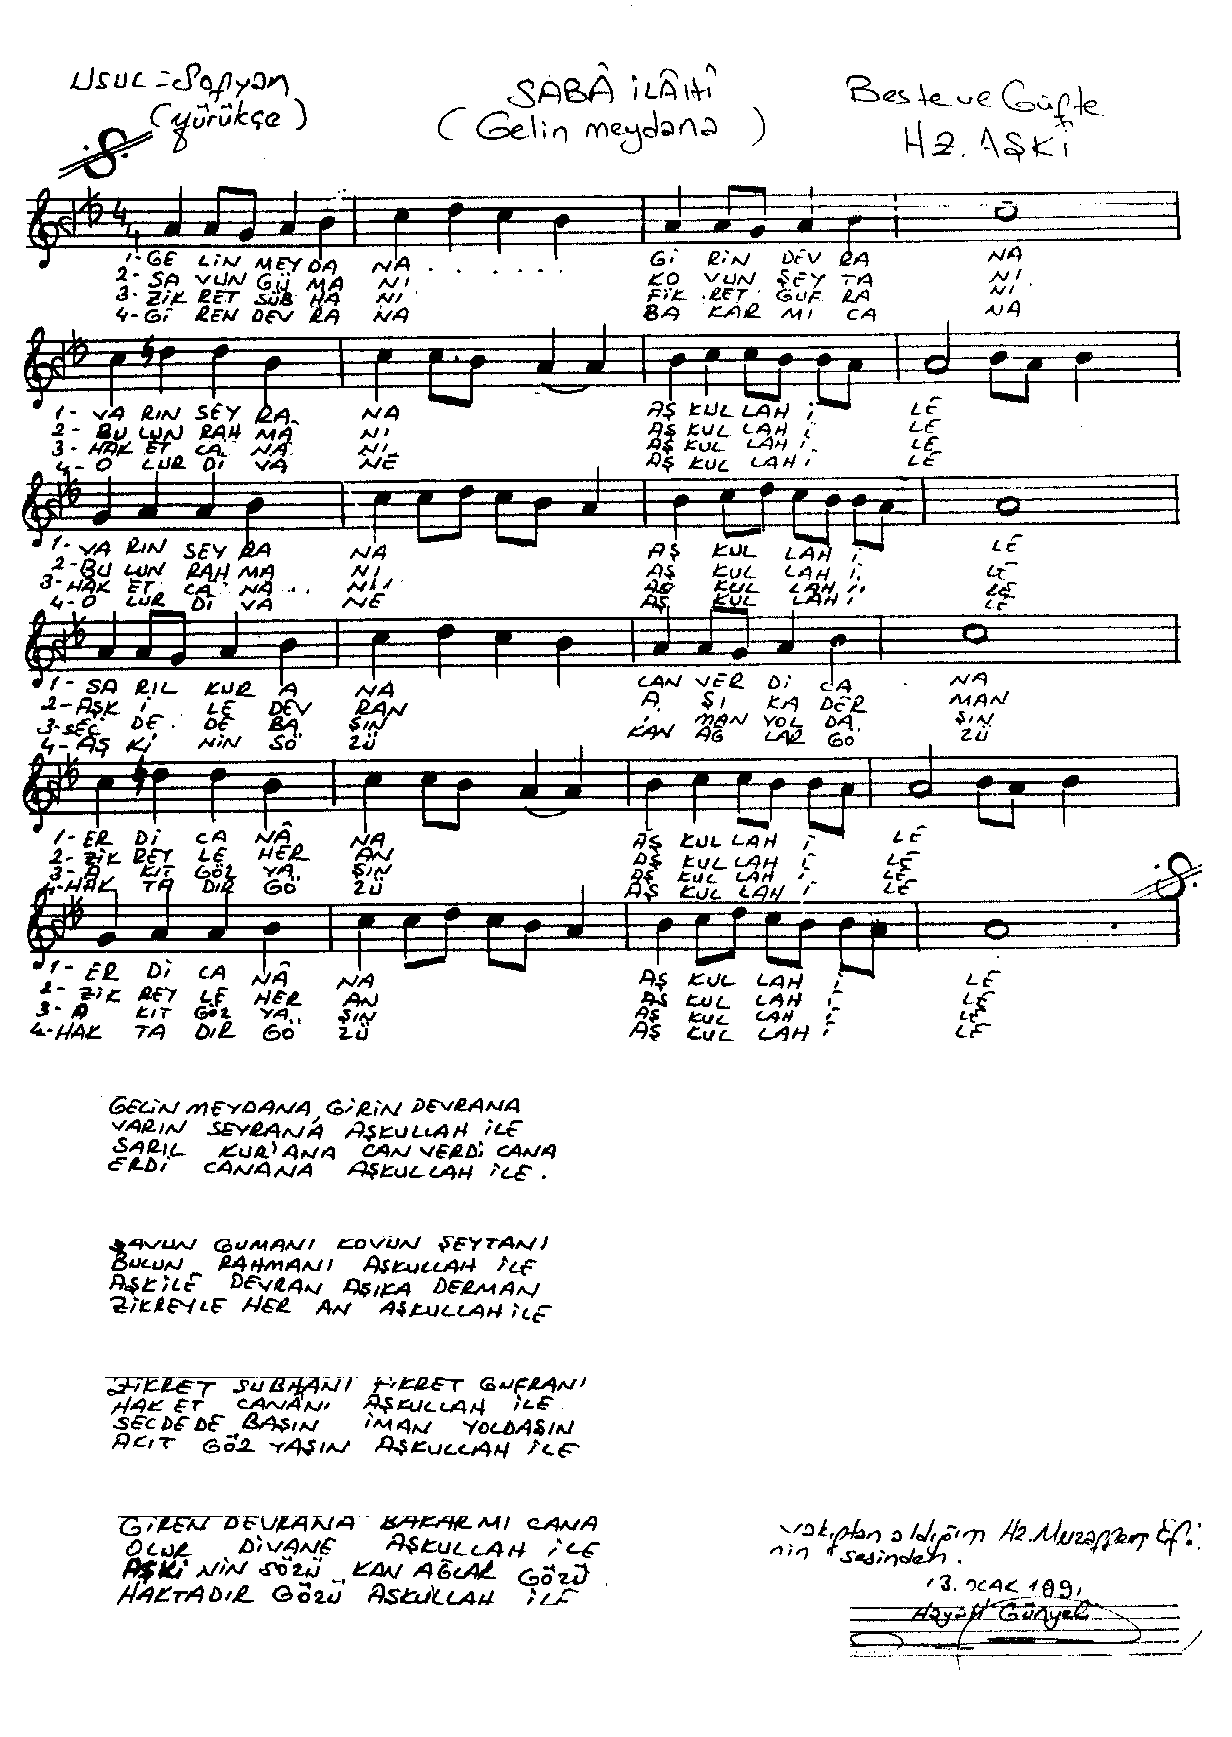 USUL = Sofyan
(yürükçe)
SABÂ İLÂHİ
(Gelin meydana)
Beste ve Güfte
HZ. AŞKİ
1- GE LİN MEY DA NA . . . . . . Gİ RİN DEV RA NA
2- SA VUN GÜ MA NI KO VUN ŞEY TA NI
3- ZİK RET SÜB HA NI FİK RET GUF RA NI
4- Gİ REN DEV RA NA BA KAR MI CA NA
1- VA RIN SEY RA NA AŞ KUL LAH İ LE
2- BU LUN RAH MÂ NI AŞ KUL LAH İ LE
3- HAK ET CA NA NI AŞ KUL LAH İ LE
4- O LUR Dİ VA NE AŞ KUL LAH İ LE
1- VA RIN SEY RA NA AŞ KUL LAH İ LE
2- BU LUN RAH MA NI AŞ KUL LAH İ LE
3- HAK ET CA NA NI AŞ KUL LAH İ LE
4- O LUR Dİ VA NE AŞ KUL LAH İ LE
1- SA RIL KUR A NA CAN VER Dİ CA NA
2- AŞK İ LE DEV RAN A ŞI KA DER MAN
3- SEC DE DE BA ŞIN İ MAN YOL DA ŞIN
4- AŞ Kİ NİN SÖ ZÜ KAN AĞ LAR GÖ ZÜ
1- ER Dİ CA NÂ NA AŞ KUL LAH İ LE
2- ZİK REY LE HER AN AŞ KUL LAH İ LE
3- A KIT GÖZ YA ŞIN AŞ KUL LAH İ LE
4- HAK TA DIR GÖ ZÜ AŞ KUL LAH İ LE
1- ER Dİ CA NÂ NA AŞ KUL LAH İ LE
2- ZİK REY LE HER AN AŞ KUL LAH İ LE
3- A KIT GÖZ YA ŞIN AŞ KUL LAH İ LE
4- HAK TA DIR GÖ ZÜ AŞ KUL LAH İ LE
GELİN MEYDANA, GİRİN DEVRANA
VARIN SEYRANA AŞKULLAH İLE
SARIL KUR'ANA CAN VERDİ CANA
ERDİ CANANA AŞKULLAH İLE.
SAVUN GUMANI KOVUN ŞEYTANI
BULUN RAHMANI AŞKULLAH İLE
AŞK İLE DEVRAN AŞIKA DERMAN
ZİKREYLE HER AN AŞKULLAH İLE
ZİKRET SÜBHANI FİKRET GUFRANI
HAK ET CANÂNI AŞKULLAH İLE
SECDEDE BAŞIN İMAN YOLDAŞIN
AKIT GÖZ YAŞIN AŞKULLAH İLE
GİREN DEVRANA BAKAR MI CANA
OLUR DİVANE AŞKULLAH İLE
AŞKİ NİN SÖZÜ KAN AĞLAR GÖZÜ
HAKTADIR GÖZÜ AŞKULLAH İLE
Vakıftan aldığım Hz. Muzaffer Ef.
nin sesinden.
13. OCAK 1991